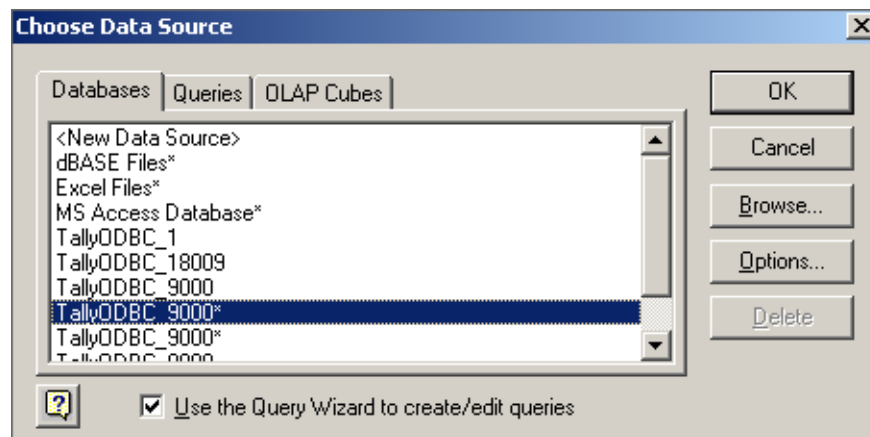 Choose Data Source
Databases Queries OLAP Cubes
<New Data Source>
dBASE Files*
Excel Files*
MS Access Database*
TallyODBC_1
TallyODBC_18009
TallyODBC_9000
TallyODBC_9000*
TallyODBC_9000*
OK
Cancel
Browse...
Options...
Delete
Use the Query Wizard to create/edit queries